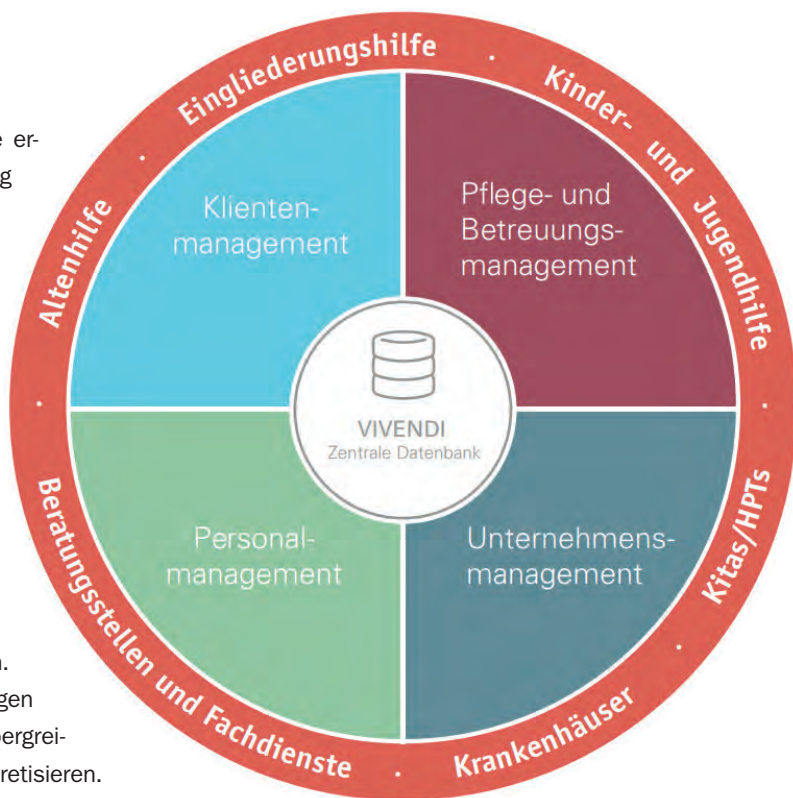 Eingliederungshilfe · Kinder- und Jugendhilfe · Kitas/HPTs · Krankenhäuser · Beratungsstellen und Fachdienste · Altenhilfe ·
e er-
g
Klienten-
management
Pflege- und
Betreuungs-
management
VIVENDI
Zentrale Datenbank
Personal-
management
Unternehmens-
management
.
gen
ergrei-
retisieren.